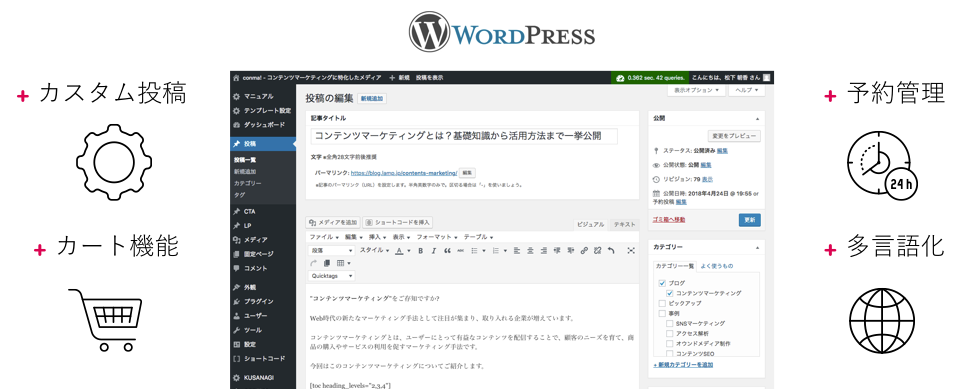 WORDPRESS
+ カスタム投稿
+ カート機能
conma! - コンテンツマーケティングに特化したメディア + 新規 投稿を表示
0.362 sec. 42 queries. こんにちは、松下 朝香 さん
マニュアル
テンプレート設定
ダッシュボード
投稿
投稿一覧
新規追加
カテゴリー
タグ
CTA
LP
メディア
固定ページ
コメント
外観
プラグイン
ユーザー
ツール
設定
ショートコード
KUSANAGI
表示オプション ヘルプ
投稿の編集 新規追加
記事タイトル
コンテンツマーケティングとは?基礎知識から活用方法まで一挙公開
文字 ※全角28文字前後推奨
パーマリンク: https://blog.lamp.jp/contents-marketing/ 編集
※記事のパーマリンク(URL)を設定します。半角英数字のみで。区切る場合は「-」を使いましょう。
メディアを追加 ショートコードを挿入
ビジュアル テキスト
ファイル 編集 挿入 表示 フォーマット テーブル
段落 スタイル A B I ABC
Quicktags
"コンテンツマーケティング"をご存知ですか?
Web時代の新たなマーケティング手法として注目が集まり、取り入れる企業が増えています。
コンテンツマーケティングとは、ユーザーにとって有益なコンテンツを配信することで、顧客のニーズを育て、商
品の購入やサービスの利用を促すマーケティング手法です。
今回はこのコンテンツマーケティングについてご紹介します。
[toc heading_levels="2,3,4"]
公開
変更をプレビュー
ステータス: 公開済み 編集
公開状態: 公開 編集
リビジョン: 79 表示
公開日時: 2018年4月24日 @ 19:55 or
予約投稿 編集
ゴミ箱へ移動 更新
カテゴリー
カテゴリー一覧 よく使うもの
ブログ
コンテンツマーケティング
ピックアップ
事例
SNSマーケティング
アクセス解析
オウンドメディア制作
コンテンツSEO
+ 新規カテゴリーを追加
+ 予約管理
24h
+ 多言語化